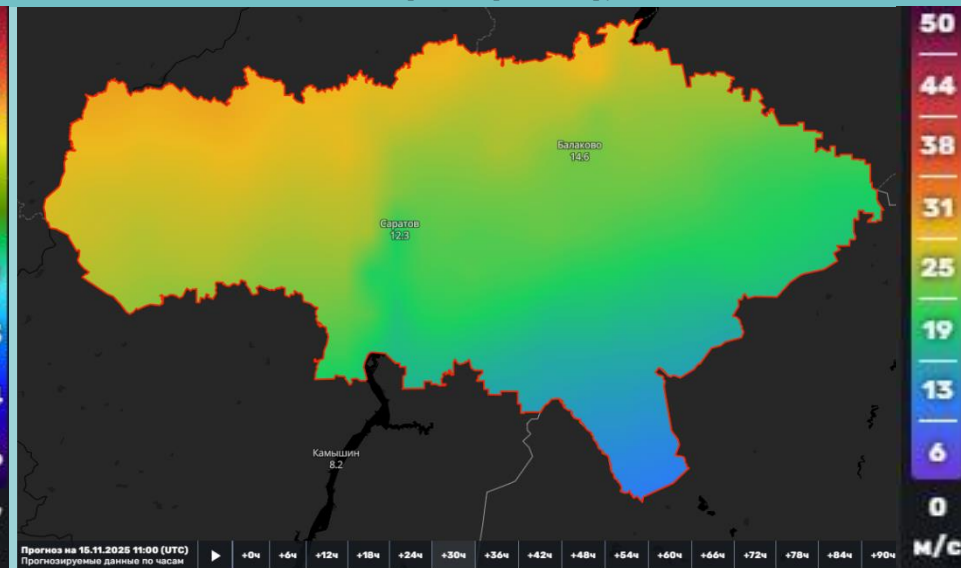 50
44
38
31
25
19
13
6
0
м/с
Балаково
14.6
Саратов
12.3
Камышин
8.2
Прогноз на 15.11.2025 11:00 (UTC)
Прогнозируемые данные по часам
+0ч +6ч +12ч +18ч +24ч +30ч +36ч +42ч +48ч +54ч +60ч +66ч +72ч +78ч +84ч +90ч